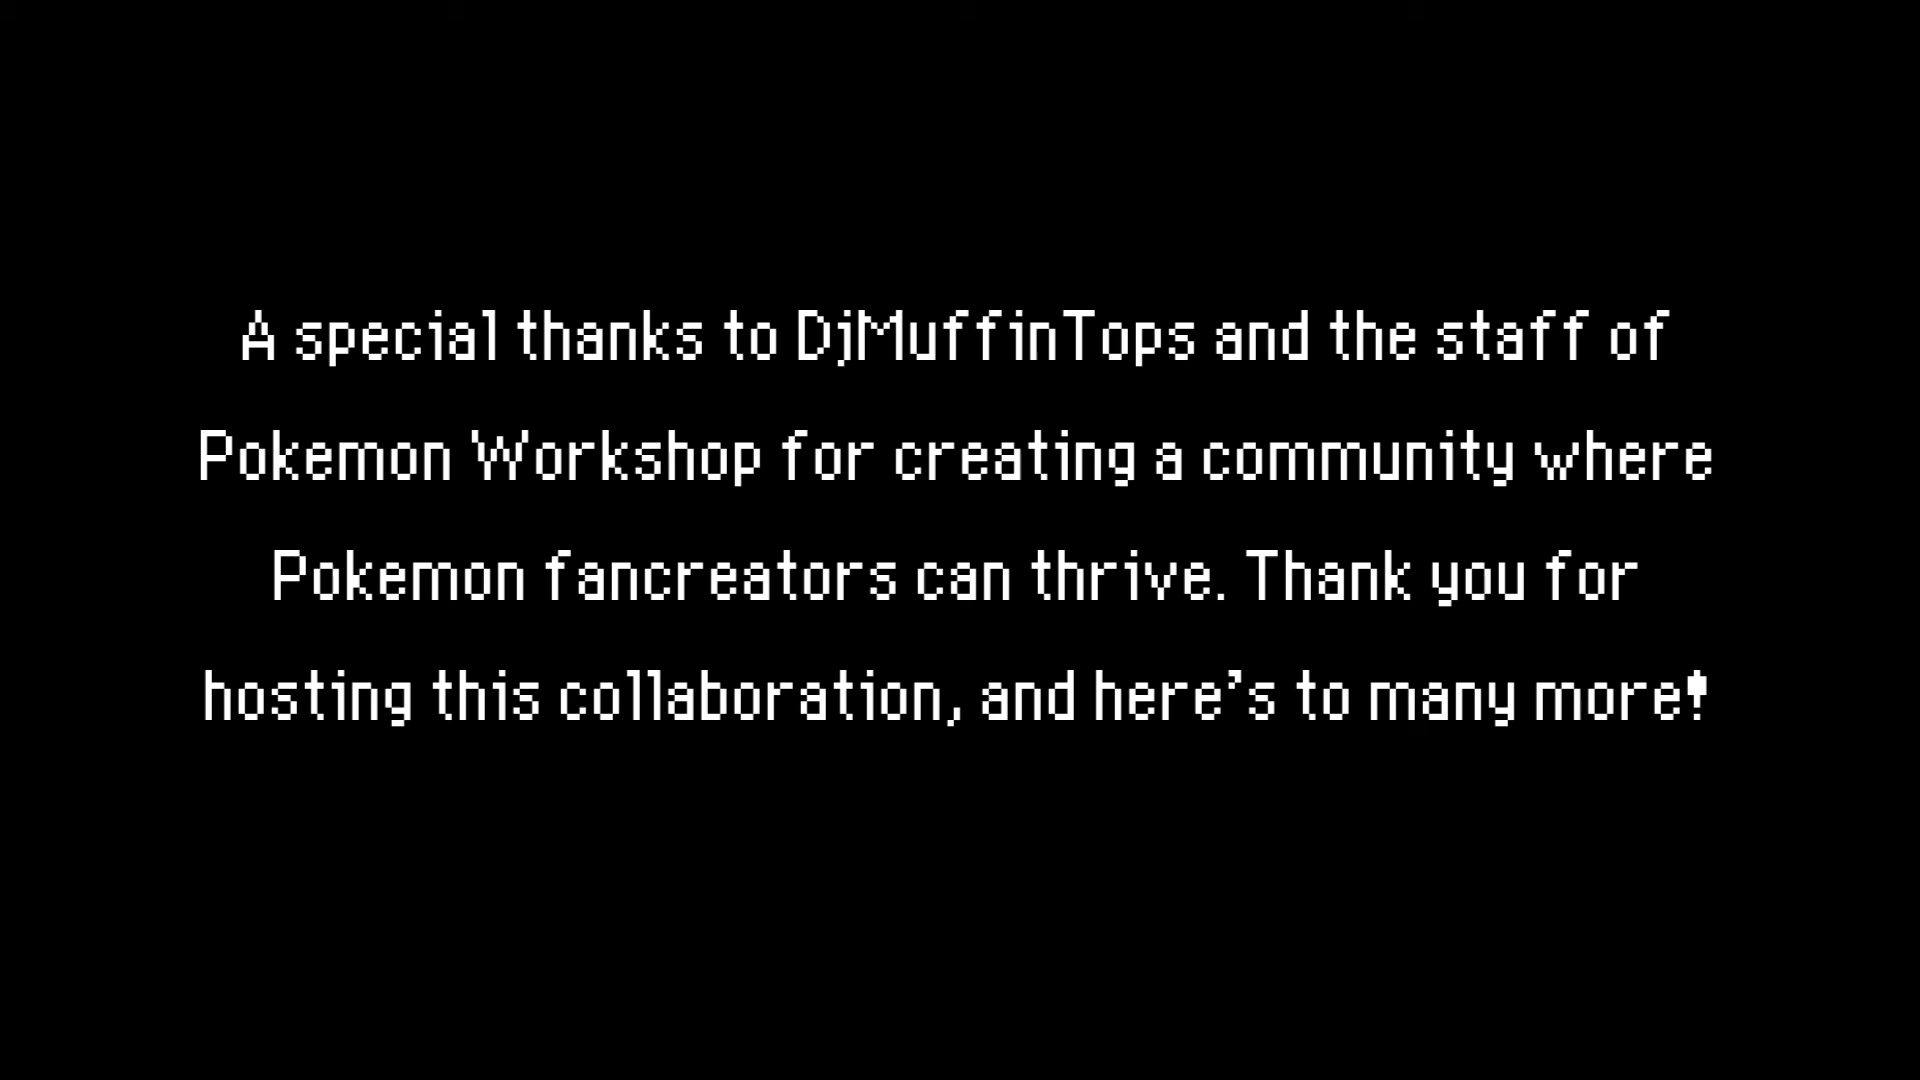 A special thanks to DjMuffinTops and the staff of
Pokemon Workshop for creating a community where
Pokemon fancreators can thrive. Thank you for
hosting this collaboration, and here's to many more!